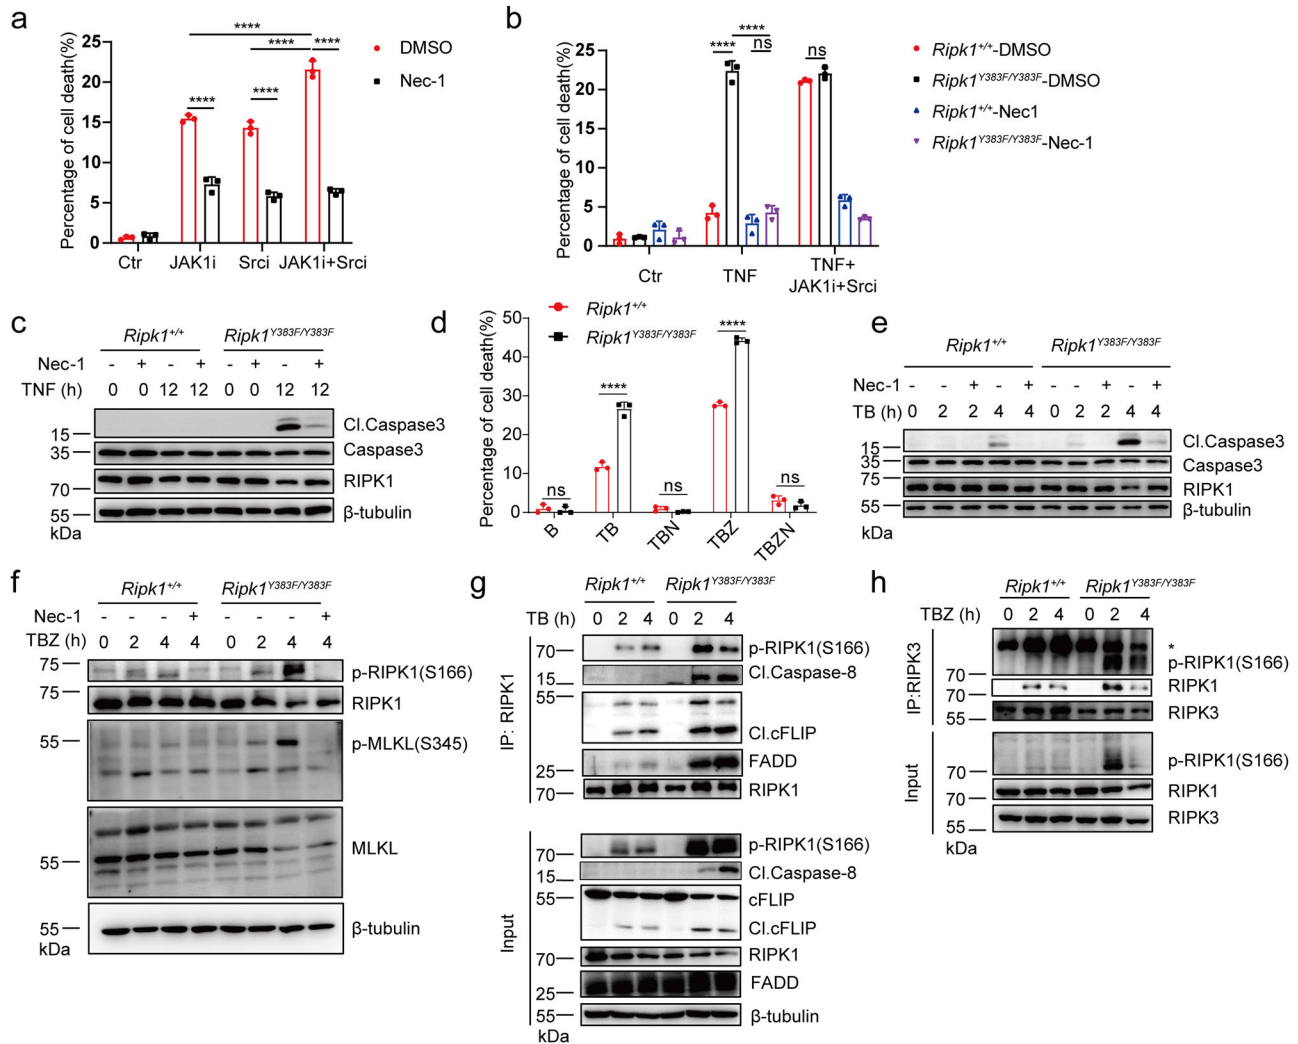 a
Percentage of cell death(%)
25
20
15
10
5
0
****
**** ****
****
****
DMSO
Nec-1
Ctr JAK1i Srci JAK1i+Srci
b
Percentage of cell death(%)
25
20
15
10
5
0
****
**** ns
ns
Ctr TNF TNF+
JAK1i+Srci
Ripk1+/+-DMSO
Ripk1Y383F/Y383F-DMSO
Ripk1+/+-Nec1
Ripk1Y383F/Y383F-Nec-1
c
Ripk1+/+ Ripk1Y383F/Y383F
Nec-1 - + - + - + - +
TNF (h) 0 0 12 12 0 0 12 12
15 Cl.Caspase3
35 Caspase3
70 RIPK1
55 β-tubulin
kDa
d
Percentage of cell death(%)
50
40
30
20
10
0
Ripk1+/+
Ripk1Y383F/Y383F
ns **** ns **** ns
B TB TBN TBZ TBZN
e
Ripk1+/+ Ripk1Y383F/Y383F
Nec-1 - - + - + - - + - +
TB (h) 0 2 2 4 4 0 2 2 4 4
15 Cl.Caspase3
35 Caspase3
75
RIPK1
55 β-tubulin
kDa
f
Ripk1+/+ Ripk1Y383F/Y383F
Nec-1 - - - + - - - +
TBZ (h) 0 2 4 4 0 2 4 4
75 p-RIPK1(S166)
75
RIPK1
55 p-MLKL(S345)
55 MLKL
55 β-tubulin
kDa
g
Ripk1+/+ Ripk1Y383F/Y383F
TB (h) 0 2 4 0 2 4
IP: RIPK1
70 p-RIPK1(S166)
15 Cl.Caspase-8
55
Cl.cFLIP
25 FADD
70 RIPK1
Input
70 p-RIPK1(S166)
15 Cl.Caspase-8
55 cFLIP
Cl.cFLIP
70 RIPK1
25 FADD
55 β-tubulin
kDa
h
Ripk1+/+ Ripk1Y383F/Y383F
TBZ (h) 0 2 4 0 2 4
IP:RIPK3
*
70 p-RIPK1(S166)
70 RIPK1
55 RIPK3
Input
70 p-RIPK1(S166)
70 RIPK1
55 RIPK3
kDa